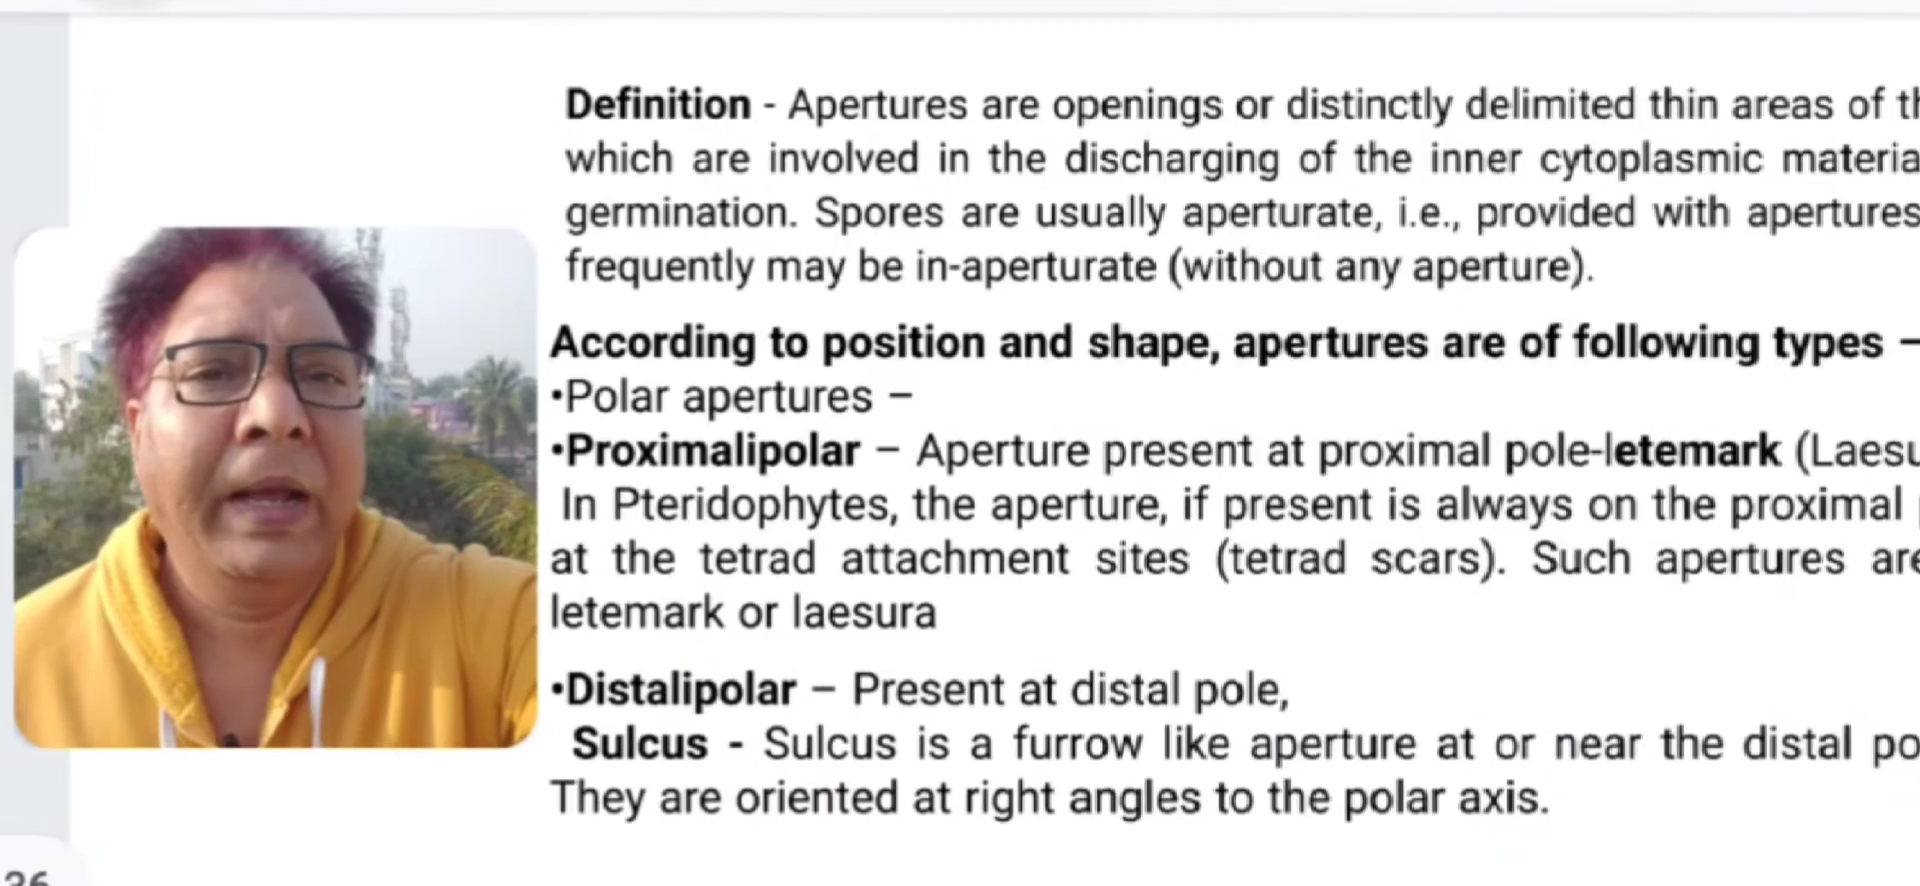 Definition - Apertures are openings or distinctly delimited thin areas of
which are involved in the discharging of the inner cytoplasmic
germination. Spores are usually aperturate, i.e., provided with apertures
frequently may be in-aperturate (without any aperture).
According to position and shape, apertures are of following types –
•Polar apertures –
•Proximalipolar – Aperture present at proximal pole-letemark
In Pteridophytes, the aperture, if present is always on the proximal
at the tetrad attachment sites (tetrad scars). Such apertures
letemark or laesura
•Distalipolar – Present at distal pole,
Sulcus - Sulcus is a furrow like aperture at or near the distal
They are oriented at right angles to the polar axis.